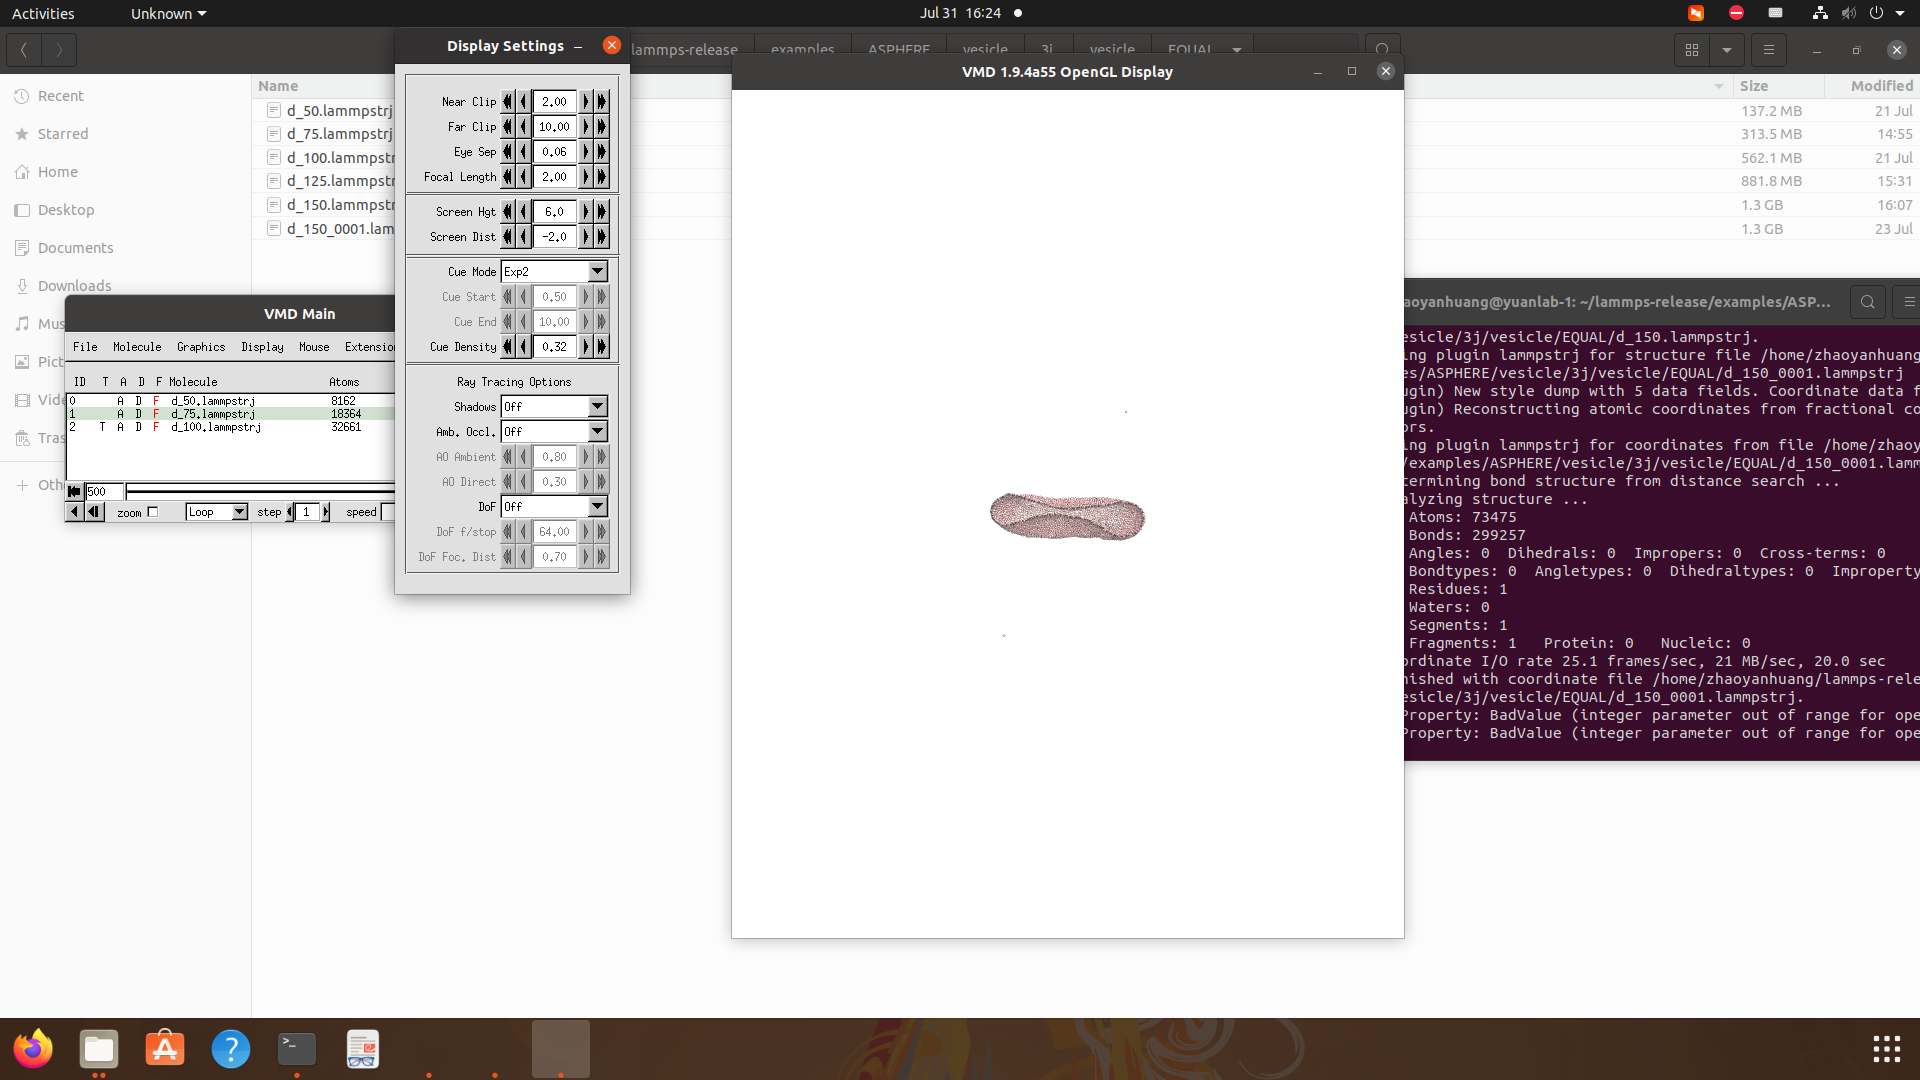 Activities
Unknown
Jul 31 16:24
Display Settings
lammps-release
examples
ASPHERE
vesicle
3j
vesicle
EQUAL
VMD 1.9.4a55 OpenGL Display
Name
Size
Modified
Recent
Starred
Home
Desktop
Documents
Downloads
Mus
Pict
Vide
Tras
Oth
d_50.lammpstrj
137.2 MB
21 Jul
d_75.lammpstrj
313.5 MB
14:55
d_100.lammpstr
562.1 MB
21 Jul
d_125.lammpst
881.8 MB
15:31
d_150.lammpst
1.3 GB
16:07
d_150_0001.lam
1.3 GB
23 Jul
Near Clip 2.00
Far Clip 10.00
Eye Sep 0.06
Focal Length 2.00
Screen Hgt 6.0
Screen Dist -2.0
Cue Mode Exp2
Cue Start 0.50
Cue End 10.00
Cue Density 0.32
Ray Tracing Options
Shadows Off
Amb. Occl. Off
AO Ambient 0.80
AO Direct 0.30
DoF Off
DoF f/stop 64.00
DoF Foc. Dist 0.70
VMD Main
File Molecule Graphics Display Mouse Extension
ID T A D F Molecule Atoms
0 A D F d_50.lammpstrj 8162
1 A D F d_75.lammpstrj 18364
2 T A D F d_100.lammpstrj 32661
500
zoom Loop step 1 speed
aoyanhuang@yuanlab-1: ~/lammps-release/examples/ASP...
esicle/3j/vesicle/EQUAL/d_150.lammpstrj.
ing plugin lammpstrj for structure file /home/zhaoyanhuang
es/ASPHERE/vesicle/3j/vesicle/EQUAL/d_150_0001.lammpstrj
ugin) New style dump with 5 data fields. Coordinate data f
ugin) Reconstructing atomic coordinates from fractional co
ors.
ing plugin lammpstrj for coordinates from file /home/zhaoy
/examples/ASPHERE/vesicle/3j/vesicle/EQUAL/d_150_0001.lamm
termining bond structure from distance search ...
alyzing structure ...
Atoms: 73475
Bonds: 299257
Angles: 0 Dihedrals: 0 Impropers: 0 Cross-terms: 0
Bondtypes: 0 Angletypes: 0 Dihedraltypes: 0 Improperty
Residues: 1
Waters: 0
Segments: 1
Fragments: 1 Protein: 0 Nucleic: 0
ordinate I/O rate 25.1 frames/sec, 21 MB/sec, 20.0 sec
nished with coordinate file /home/zhaoyanhuang/lammps-rele
esicle/3j/vesicle/EQUAL/d_150_0001.lammpstrj.
Property: BadValue (integer parameter out of range for ope
Property: BadValue (integer parameter out of range for ope